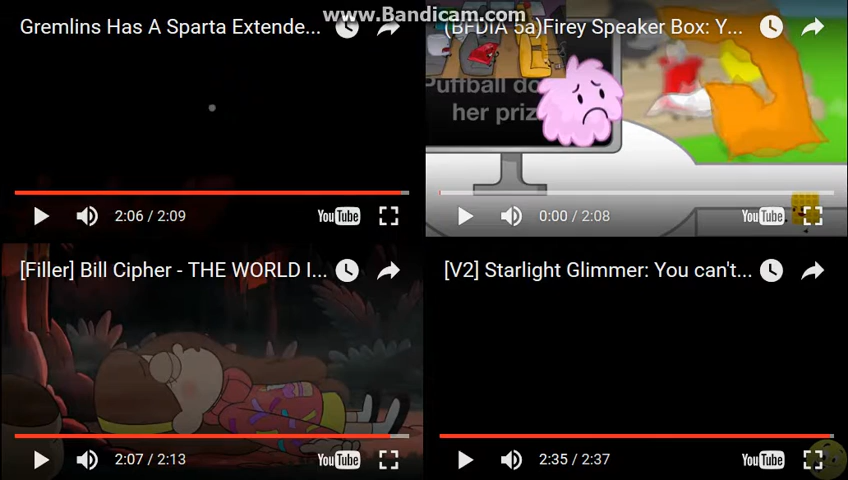 www.Bandicam.com
Gremlins Has A Sparta Extende...
(BFDIA 5a)Firey Speaker Box: Y...
Puffball do
her priz
2:06 / 2:09
YouTube
0:00 / 2:08
YouTube
[Filler] Bill Cipher - THE WORLD I...
[V2] Starlight Glimmer: You can't...
2:07 / 2:13
YouTube
2:35 / 2:37
YouTube